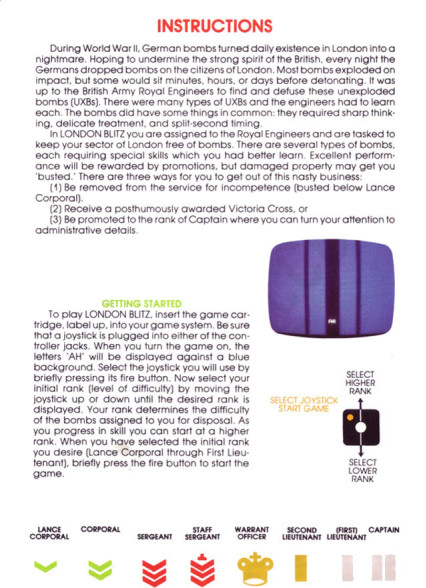 INSTRUCTIONS
During World War II, German bombs turned daily existence in London into a
nightmare. Hoping to undermine the strong spirit of the British, every night the
Germans dropped bombs on the citizens of London. Most bombs exploded on
impact, but some would sit minutes, hours, or days before detonating. It was
up to the British Army Royal Engineers to find and defuse these unexploded
bombs (UXBs). There were many types of UXBs and the engineers had to learn
each. The bombs did have some things in common: they required sharp think-
ing, delicate treatment, and split-second timing.
In LONDON BLITZ you are assigned to the Royal Engineers and are tasked to
keep your sector of London free of bombs. There are several types of bombs,
each requiring special skills which you had better learn. Excellent perform-
ance will be rewarded by promotions, but damaged property may get you
'busted.' There are three ways for you to get out of this nasty business:
(1) Be removed from the service for incompetence (busted below Lance
Corporal).
(2) Receive a posthumously awarded Victoria Cross, or
(3) Be promoted to the rank of Captain where you can turn your attention to
administrative details.
AH
GETTING STARTED
To play LONDON BLITZ, insert the game car-
tridge, label up, into your game system. Be sure
that a joystick is plugged into either of the con-
troller jacks. When you turn the game on, the
letters 'AH' will be displayed against a blue
background. Select the joystick you will use by
briefly pressing its fire button. Now select your
initial rank (level of difficulty) by moving the
joystick up or down until the desired rank is
displayed. Your rank determines the difficulty
of the bombs assigned to you for disposal. As
you progress in skill you can start at a higher
rank. When you have selected the initial rank
you desire (Lance Corporal through First Lieu-
tenant), briefly press the fire button to start the
game.
SELECT
HIGHER
RANK
SELECT JOYSTICK
START GAME
SELECT
LOWER
RANK
LANCE
CORPORAL
CORPORAL
SERGEANT
STAFF
SERGEANT
WARRANT
OFFICER
SECOND
LIEUTENANT
(FIRST)
LIEUTENANT
CAPTAIN